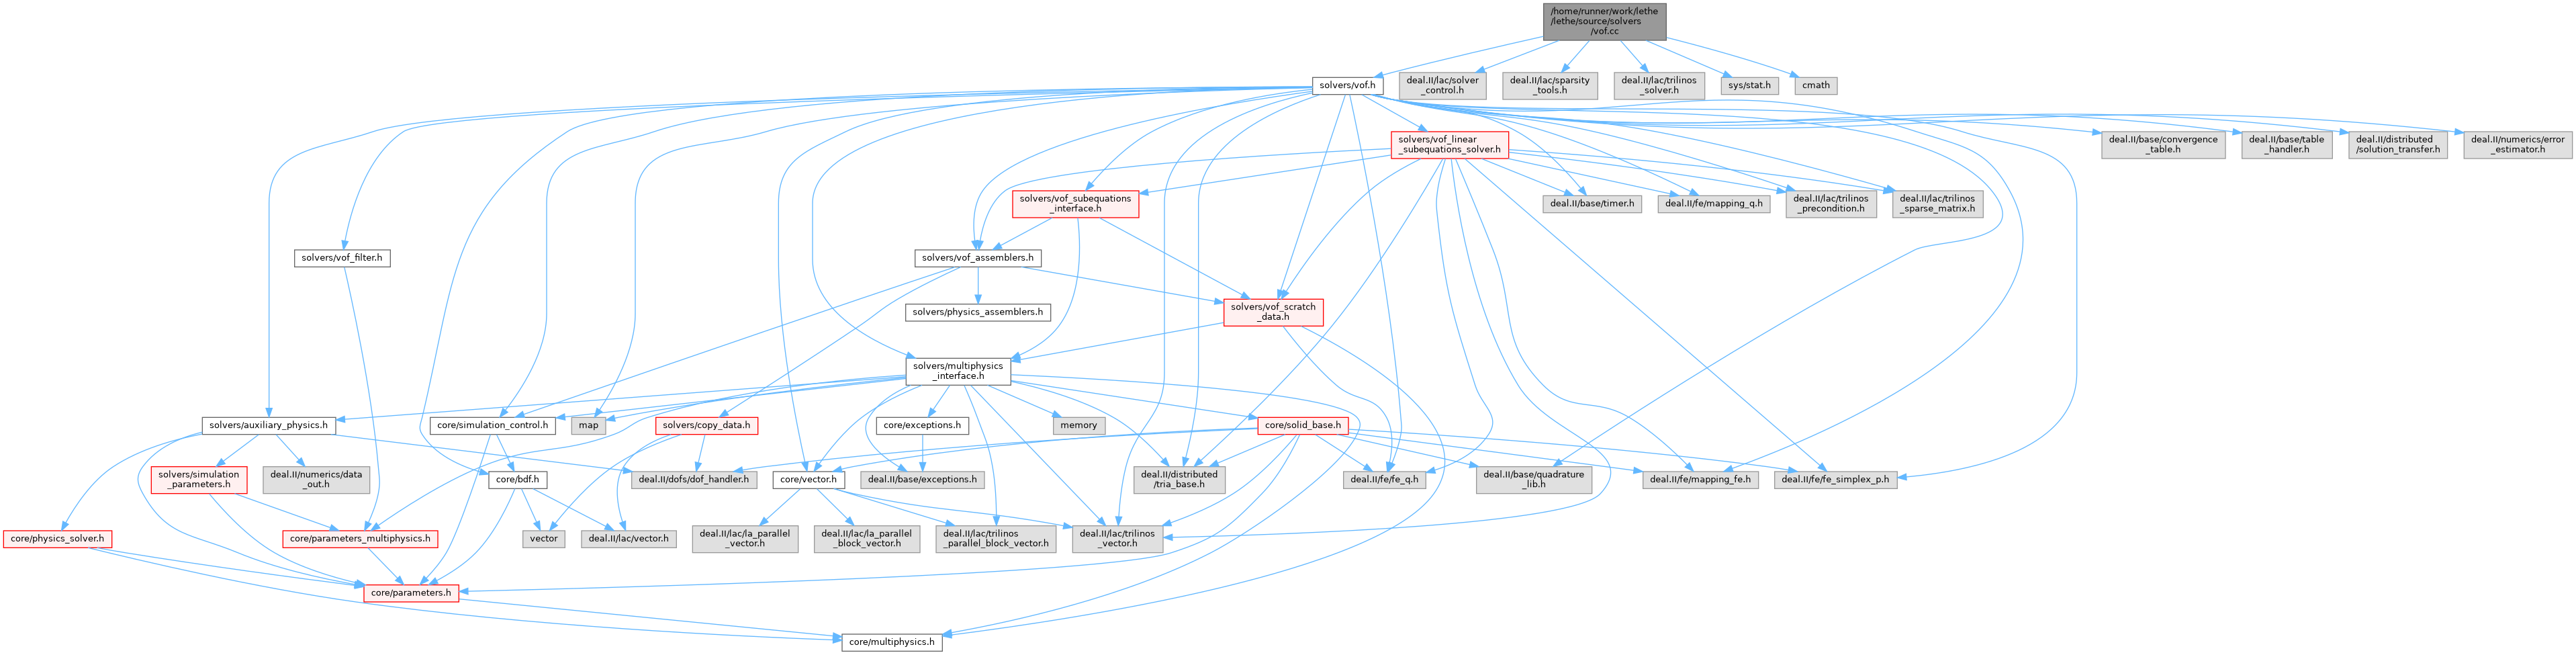 /home/runner/work/lethe
/lethe/source/solvers
/vof.cc
solvers/vof.h
deal.II/lac/solver
_control.h
deal.II/lac/sparsity
_tools.h
deal.II/lac/trilinos
_solver.h
sys/stat.h
cmath
solvers/vof_linear
_subequations_solver.h
deal.II/base/convergence
_table.h
deal.II/base/table
_handler.h
deal.II/distributed
/solution_transfer.h
deal.II/numerics/error
_estimator.h
solvers/vof_subequations
_interface.h
deal.II/base/timer.h
deal.II/fe/mapping_q.h
deal.II/lac/trilinos
_precondition.h
deal.II/lac/trilinos
_sparse_matrix.h
solvers/vof_filter.h
solvers/vof_assemblers.h
solvers/physics_assemblers.h
solvers/vof_scratch
_data.h
solvers/multiphysics
_interface.h
solvers/auxiliary_physics.h
core/simulation_control.h
map
solvers/copy_data.h
core/exceptions.h
memory
core/solid_base.h
solvers/simulation
_parameters.h
deal.II/numerics/data
_out.h
core/bdf.h
deal.II/dofs/dof_handler.h
core/vector.h
deal.II/base/exceptions.h
deal.II/distributed
/tria_base.h
deal.II/fe/fe_q.h
deal.II/base/quadrature
_lib.h
deal.II/fe/mapping_fe.h
deal.II/fe/fe_simplex_p.h
core/physics_solver.h
core/parameters_multiphysics.h
vector
deal.II/lac/vector.h
deal.II/lac/la_parallel
_vector.h
deal.II/lac/la_parallel
_block_vector.h
deal.II/lac/trilinos
_parallel_block_vector.h
deal.II/lac/trilinos
_vector.h
core/parameters.h
core/multiphysics.h